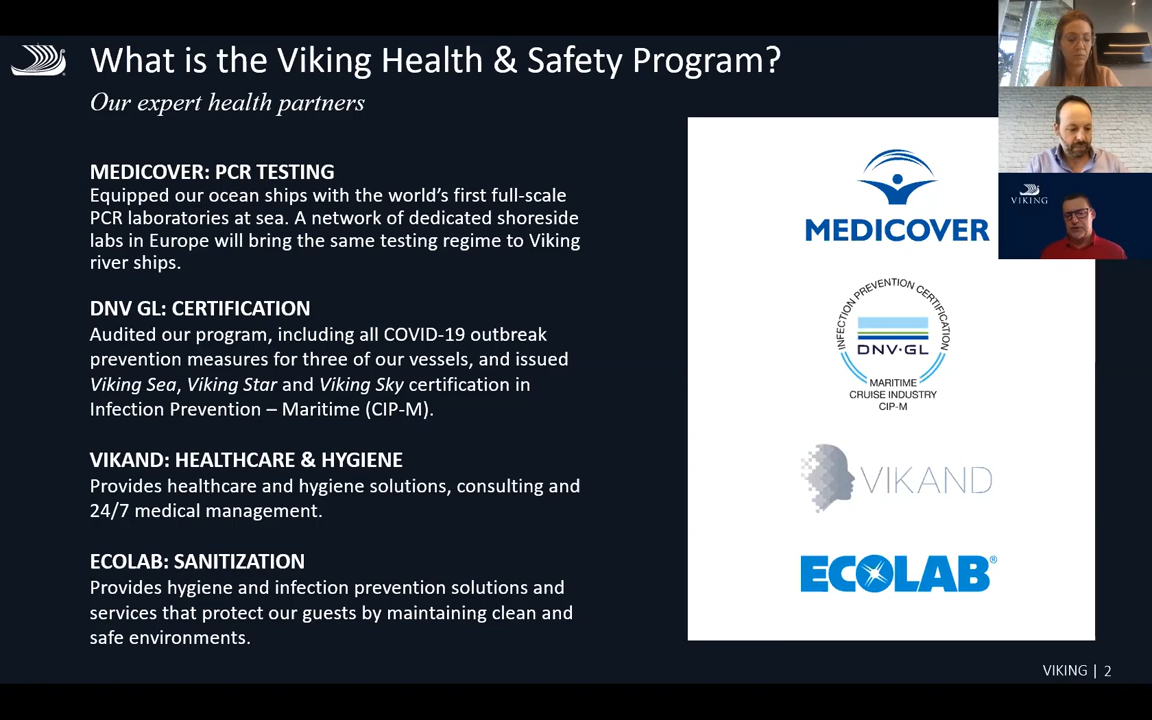 What is the Viking Health & Safety Program?
Our expert health partners
MEDICOVER: PCR TESTING
Equipped our ocean ships with the world's first full-scale
PCR laboratories at sea. A network of dedicated shoreside
labs in Europe will bring the same testing regime to Viking
river ships.
DNV GL: CERTIFICATION
Audited our program, including all COVID-19 outbreak
prevention measures for three of our vessels, and issued
Viking Sea, Viking Star and Viking Sky certification in
Infection Prevention – Maritime (CIP-M).
VIKAND: HEALTHCARE & HYGIENE
Provides healthcare and hygiene solutions, consulting and
24/7 medical management.
ECOLAB: SANITIZATION
Provides hygiene and infection prevention solutions and
services that protect our guests by maintaining clean and
safe environments.
MEDICOVER
INFECTION PREVENTION CERTIFICATION
DNV·GL
MARITIME
CRUISE INDUSTRY
CIP-M
VIKAND
ECOLAB®
VIKING
VIKING | 2